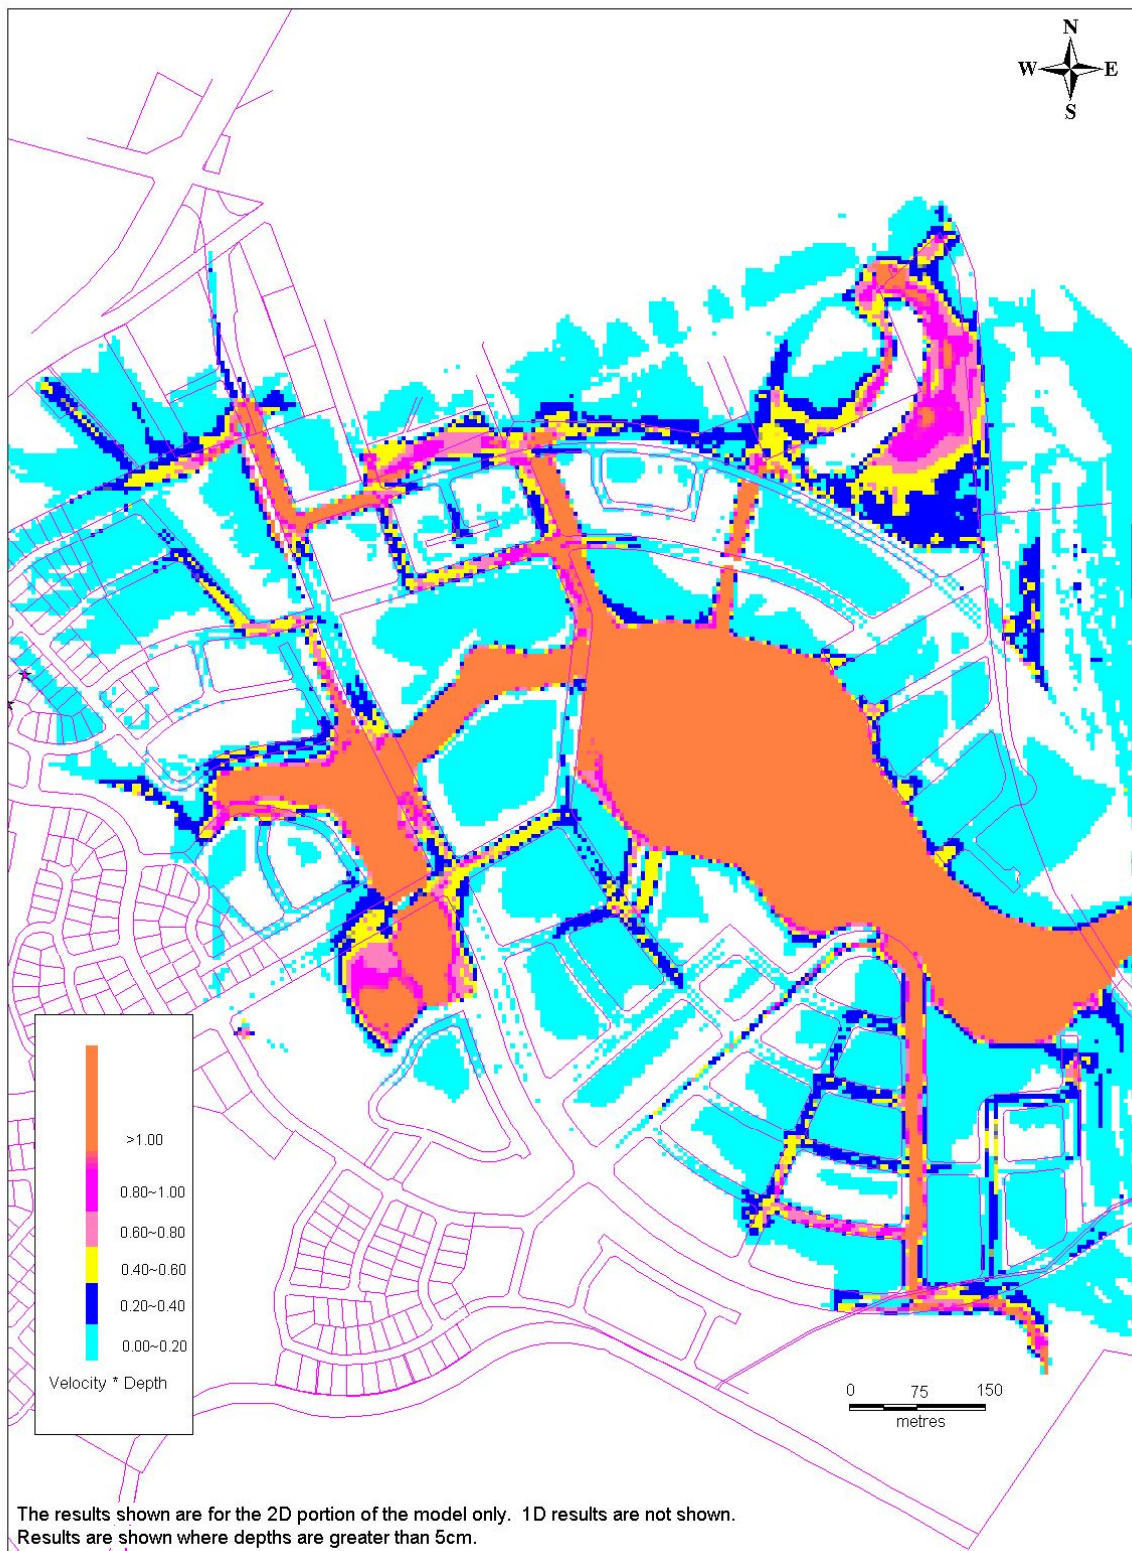 N
W E
S
>1.00
0.80~1.00
0.60~0.80
0.40~0.60
0.20~0.40
0.00~0.20
Velocity * Depth
0 75 150
metres
The results shown are for the 2D portion of the model only. 1D results are not shown.
Results are shown where depths are greater than 5cm.